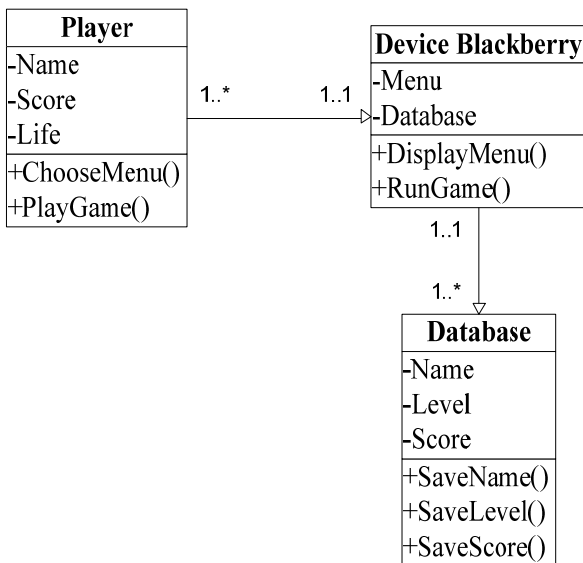 Player
-Name
-Score
-Life
+ChooseMenu()
+PlayGame()
1..*
1..1
Device Blackberry
-Menu
-Database
+DisplayMenu()
+RunGame()
1..1
1..*
Database
-Name
-Level
-Score
+SaveName()
+SaveLevel()
+SaveScore()